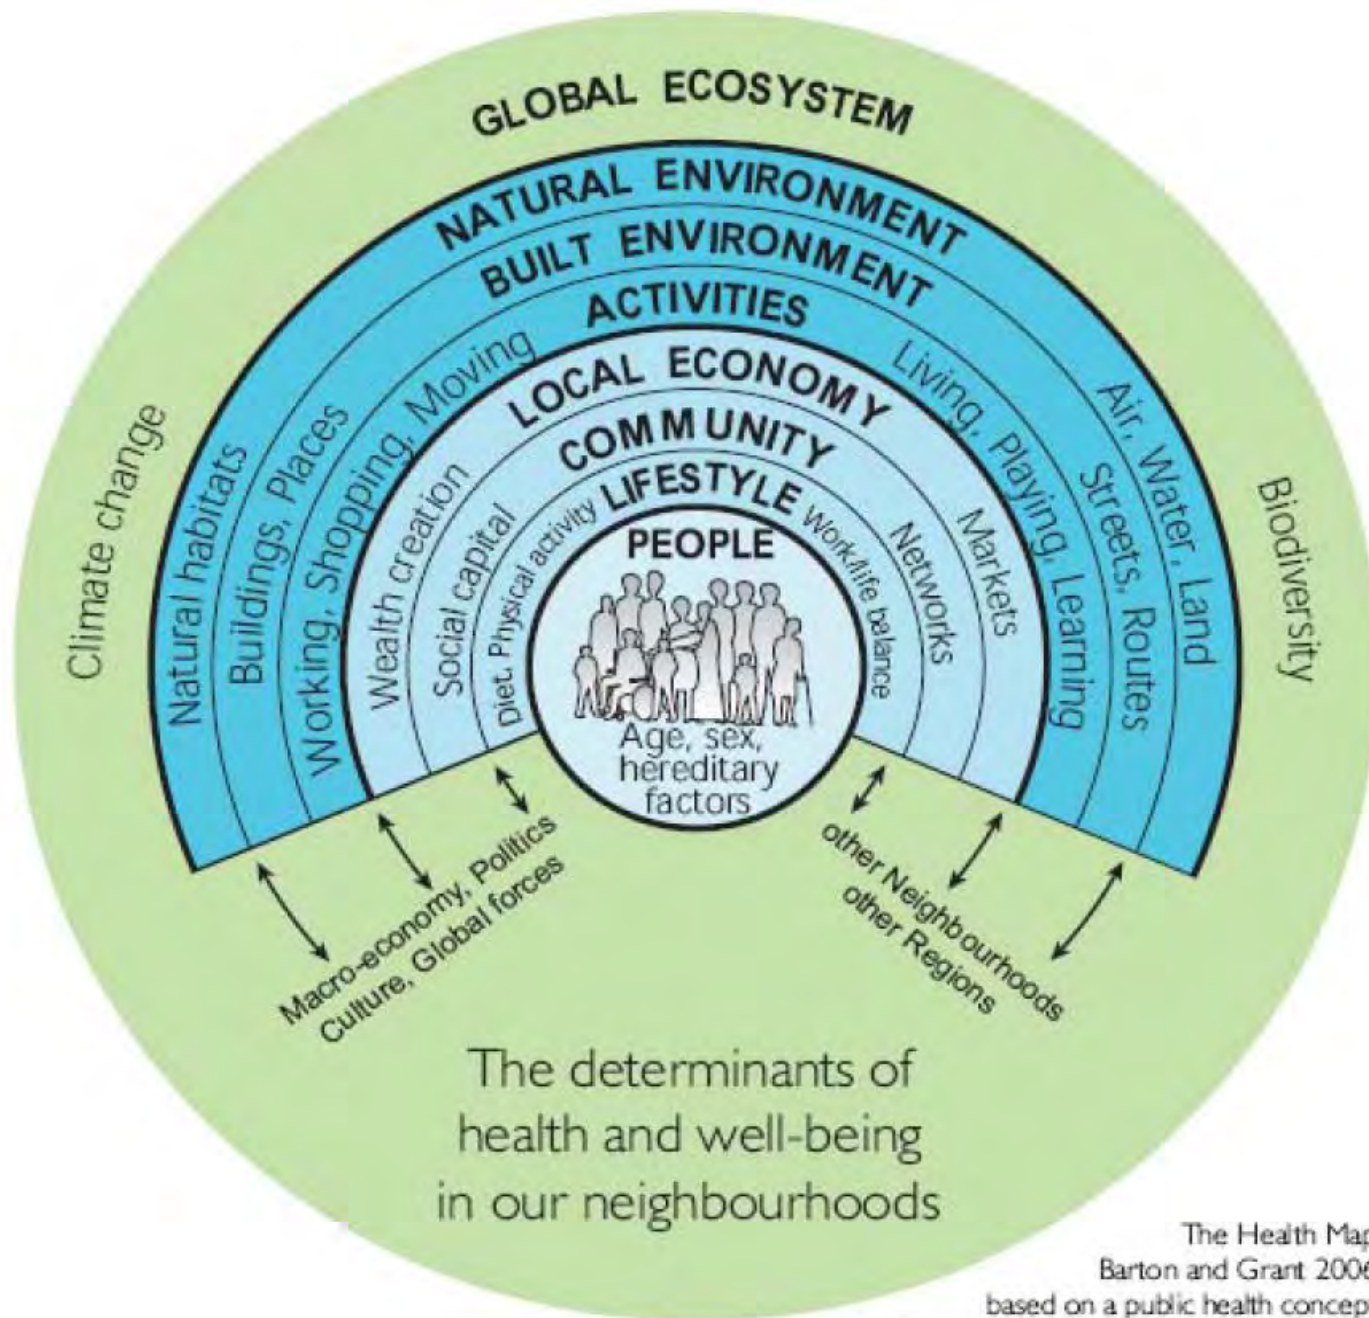 GLOBAL ECOSYSTEM
NATURAL ENVIRONMENT
BUILT ENVIRONMENT
ACTIVITIES
LOCAL ECONOMY
COMMUNITY
LIFESTYLE
PEOPLE
Climate change
Natural habitats
Buildings, Places
Working, Shopping, Moving
Wealth creation
Social capital
Diet. Physical activity
Work/life balance
Networks
Markets
Living, Playing, Learning
Streets, Routes
Air, Water, Land
Biodiversity
Age, sex,
hereditary
factors
Macro-economy, Politics
Culture, Global forces
other Neighbourhoods
other Regions
The determinants of
health and well-being
in our neighbourhoods
The Health Map
Barton and Grant 2006
based on a public health concep